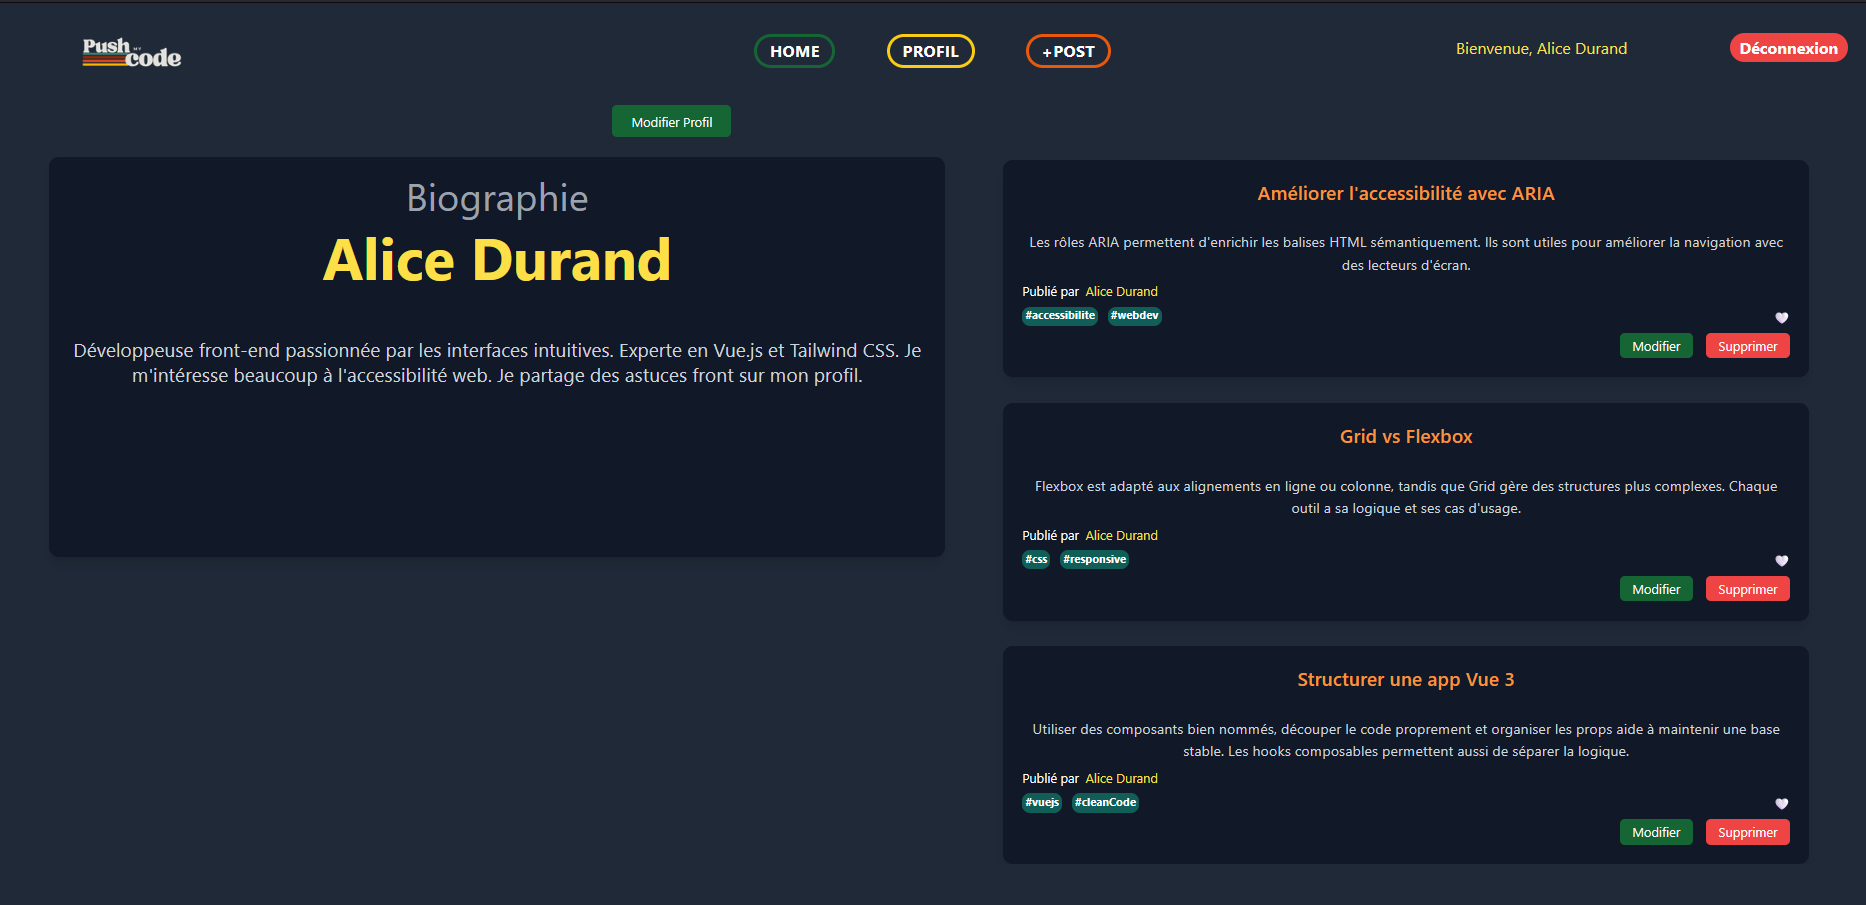 Push MY
code
HOME
PROFIL
+POST
Bienvenue, Alice Durand
Déconnexion
Modifier Profil
Biographie
Alice Durand
Développeuse front-end passionnée par les interfaces intuitives. Experte en Vue.js et Tailwind CSS. Je
m'intéresse beaucoup à l'accessibilité web. Je partage des astuces front sur mon profil.
Améliorer l'accessibilité avec ARIA
Les rôles ARIA permettent d'enrichir les balises HTML sémantiquement. Ils sont utiles pour améliorer la navigation avec
des lecteurs d'écran.
Publié par Alice Durand
#accessibilite #webdev
Modifier Supprimer
Grid vs Flexbox
Flexbox est adapté aux alignements en ligne ou colonne, tandis que Grid gère des structures plus complexes. Chaque
outil a sa logique et ses cas d'usage.
Publié par Alice Durand
#css #responsive
Modifier Supprimer
Structurer une app Vue 3
Utiliser des composants bien nommés, découper le code proprement et organiser les props aide à maintenir une base
stable. Les hooks composables permettent aussi de séparer la logique.
Publié par Alice Durand
#vuejs #cleanCode
Modifier Supprimer